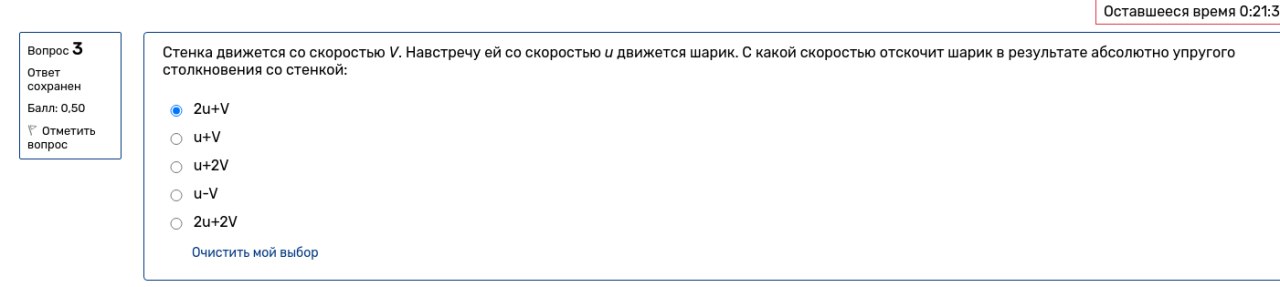 Оставшееся время 0:21:3
Вопрос 3
Ответ
сохранен
Балл: 0,50
Отметить
вопрос
Стенка движется со скоростью V. Навстречу ей со скоростью u движется шарик. С какой скоростью отскочит шарик в результате абсолютно упругого
столкновения со стенкой:
2u+V
u+V
u+2V
u-V
2u+2V
Очистить мой выбор